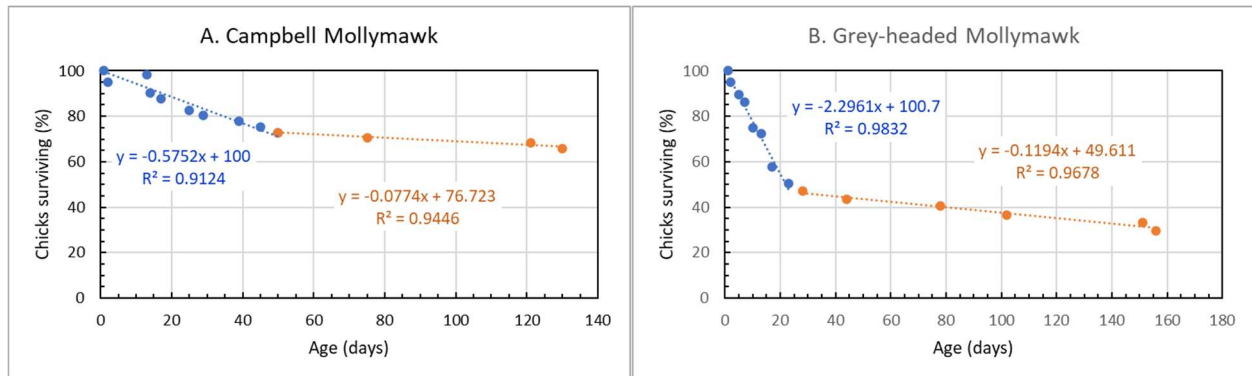 A. Campbell Mollymawk
Chicks surviving (%)
100
80
60
40
20
0
y = -0.5752x + 100
R² = 0.9124
y = -0.0774x + 76.723
R² = 0.9446
0 20 40 60 80 100 120 140
Age (days)
B. Grey-headed Mollymawk
Chicks surviving (%)
100
80
60
40
20
0
y = -2.2961x + 100.7
R² = 0.9832
y = -0.1194x + 49.611
R² = 0.9678
0 20 40 60 80 100 120 140 160 180
Age (days)